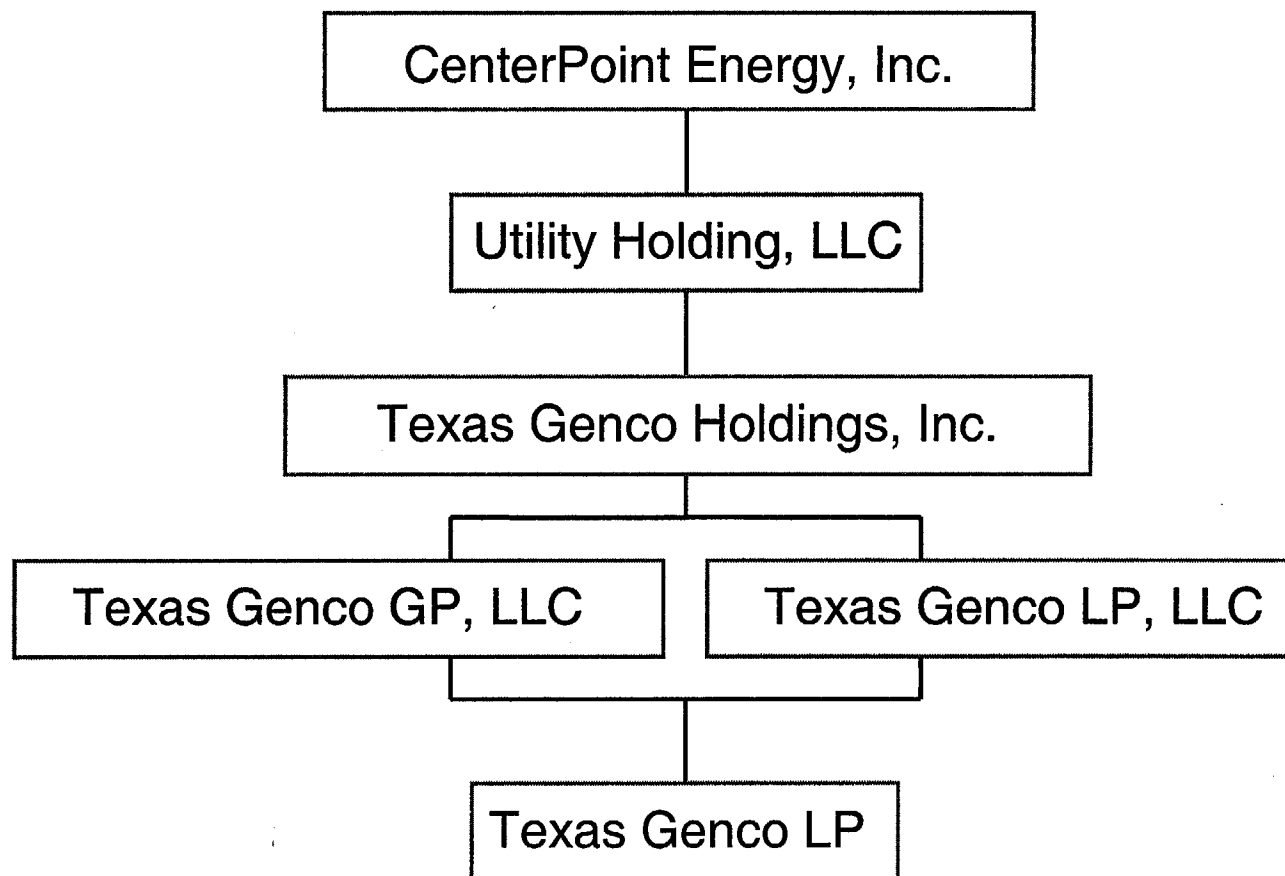 CenterPoint Energy, Inc.
Utility Holding, LLC
Texas Genco Holdings, Inc.
Texas Genco GP, LLC
Texas Genco LP, LLC
Texas Genco LP